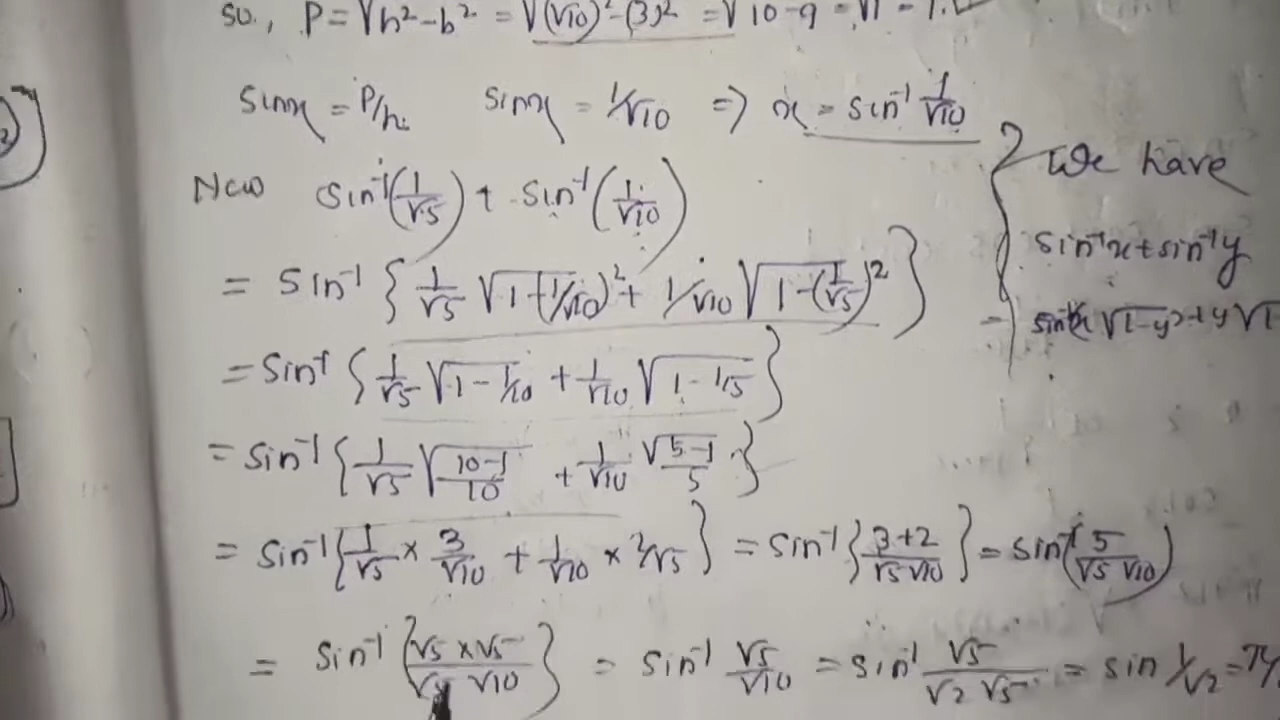 so, P = √h²-b² = √(√10)²-(3)² = √10-9 = √1 = 1.
Sinx = P/h. Sinx = 1/√10 => x = sin⁻¹ 1/√10
Now Sin⁻¹(1/√5) + Sin⁻¹(1/√10)
We have
sin⁻¹x+sin⁻¹y
= sin⁻¹{x √1-y²+y√1
= Sin⁻¹ { 1/√5 √1-(1/√10)² + 1/√10 √1-(1/√5)² }
= Sin⁻¹ { 1/√5 √1-1/10 + 1/√10 √1-1/5 }
= Sin⁻¹ { 1/√5 √10-1/10 + 1/√10 √5-1/5 }
= Sin⁻¹ { 1/√5 × 3/√10 + 1/√10 × 2/√5 } = Sin⁻¹ { 3+2/√5 √10 } = sin⁻¹(5/√5 √10)
= Sin⁻¹ { √5 × √5/√5 √10 } = Sin⁻¹ √5/√10 = sin⁻¹ √5/√2 √5 = sin 1/√2 = π/